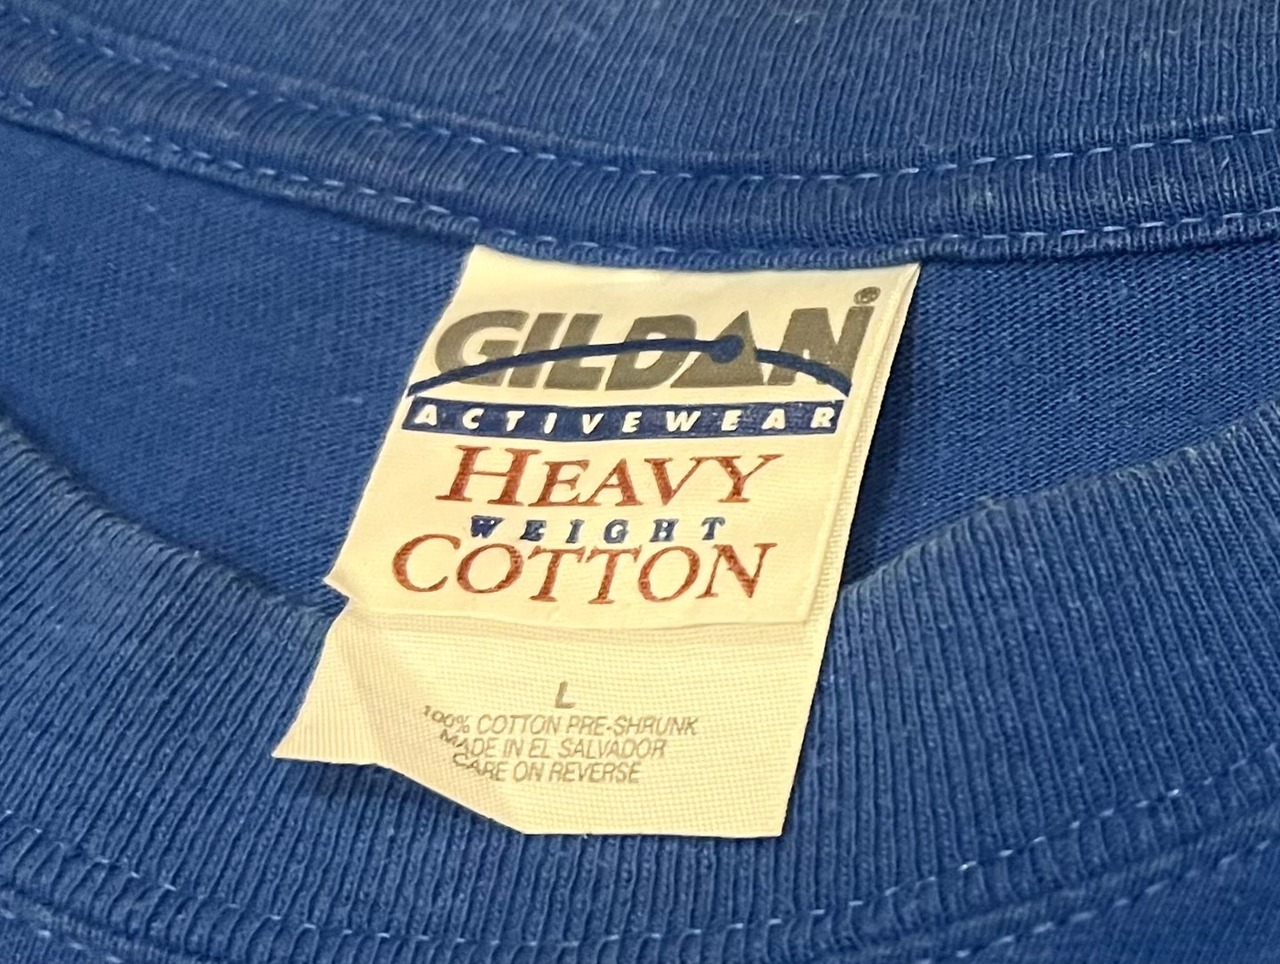 GILDAN®
ACTIVEWEAR
HEAVY
WEIGHT
COTTON
L
100% COTTON PRE-SHRUNK
MADE IN EL SALVADOR
CARE ON REVERSE